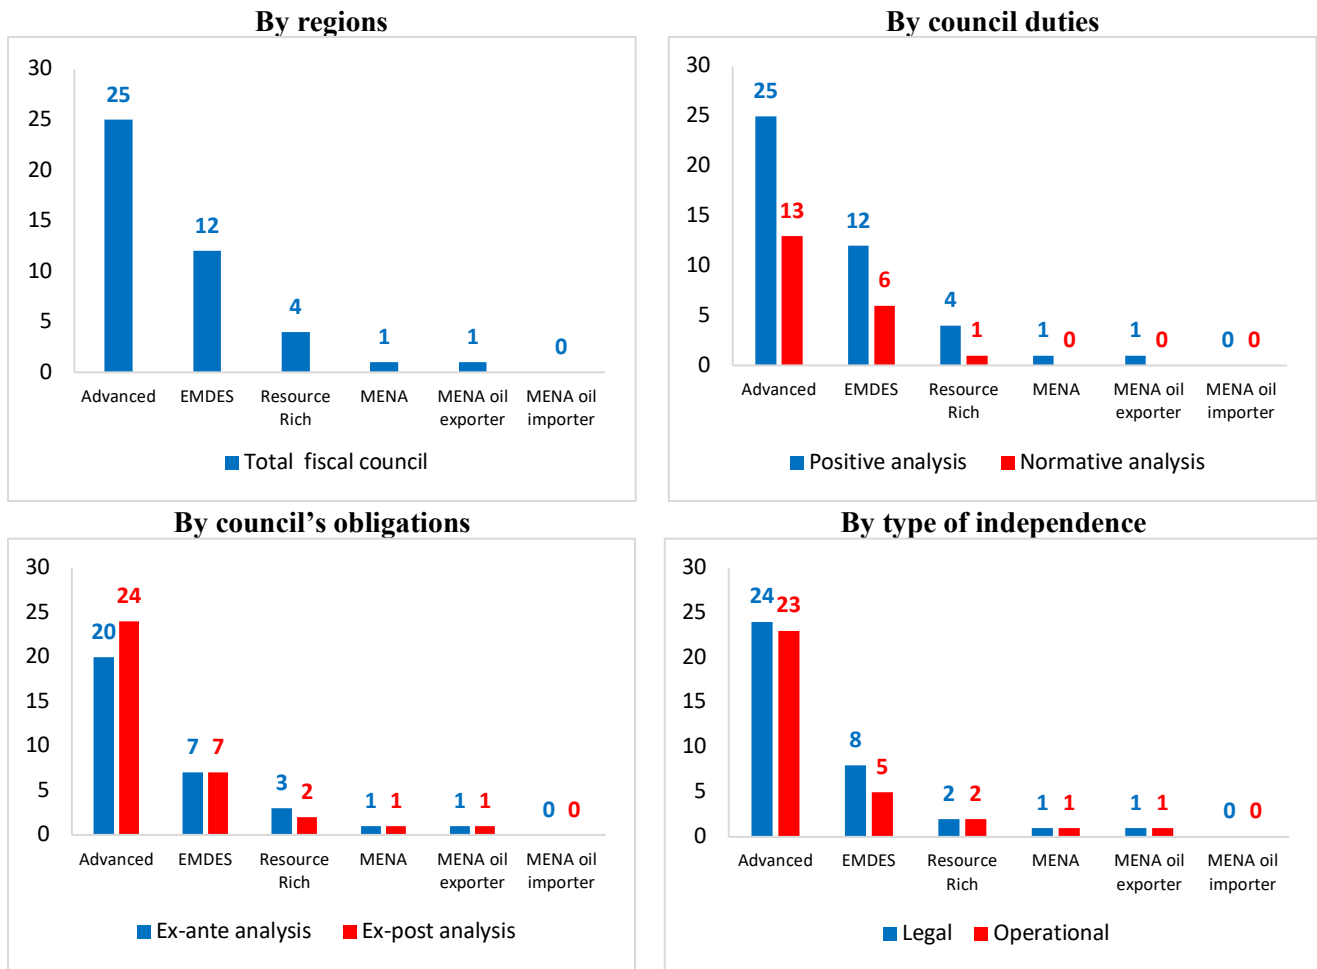 By regions
30
25
20
15
10
5
0
25
12
4
1
1
0
Advanced
EMDES
Resource
Rich
MENA
MENA oil
exporter
MENA oil
importer
Total fiscal council
By council duties
30
25
20
15
10
5
0
25
13
12
6
4
1
1
0
1
0
0
0
Advanced
EMDES
Resource
Rich
MENA
MENA oil
exporter
MENA oil
importer
Positive analysis
Normative analysis
By council’s obligations
30
25
20
15
10
5
0
20
24
7
7
3
2
1
1
1
1
0
0
Advanced
EMDES
Resource
Rich
MENA
MENA oil
exporter
MENA oil
importer
Ex-ante analysis
Ex-post analysis
By type of independence
30
25
20
15
10
5
0
24
23
8
5
2
2
1
1
1
1
0
0
Advanced
EMDES
Resource
Rich
MENA
MENA oil
exporter
MENA oil
importer
Legal
Operational